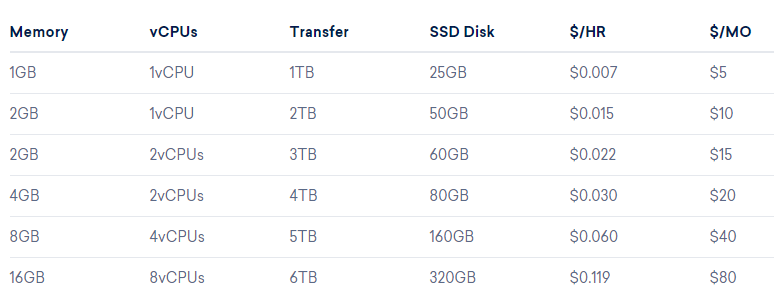 Memory vCPUs Transfer SSD Disk $/HR $/MO
1GB 1vCPU 1TB 25GB $0.007 $5
2GB 1vCPU 2TB 50GB $0.015 $10
2GB 2vCPUs 3TB 60GB $0.022 $15
4GB 2vCPUs 4TB 80GB $0.030 $20
8GB 4vCPUs 5TB 160GB $0.060 $40
16GB 8vCPUs 6TB 320GB $0.119 $80